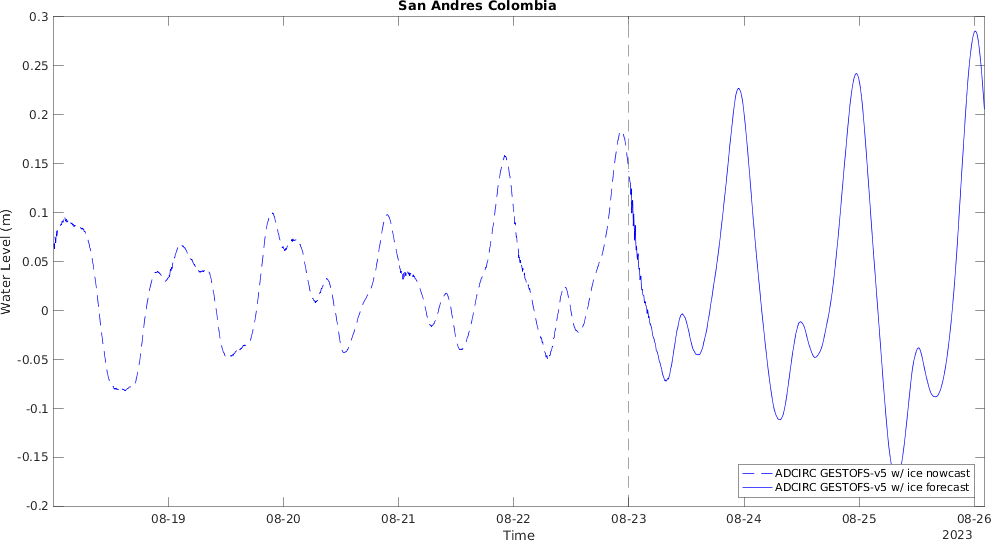 San Andres Colombia
0.3
0.25
0.2
0.15
0.1
0.05
0
-0.05
-0.1
-0.15
-0.2
Water Level (m)
ADCIRC GESTOFS-v5 w/ ice nowcast
ADCIRC GESTOFS-v5 w/ ice forecast
08-19 08-20 08-21 08-22 08-23 08-24 08-25 08-26
Time
2023